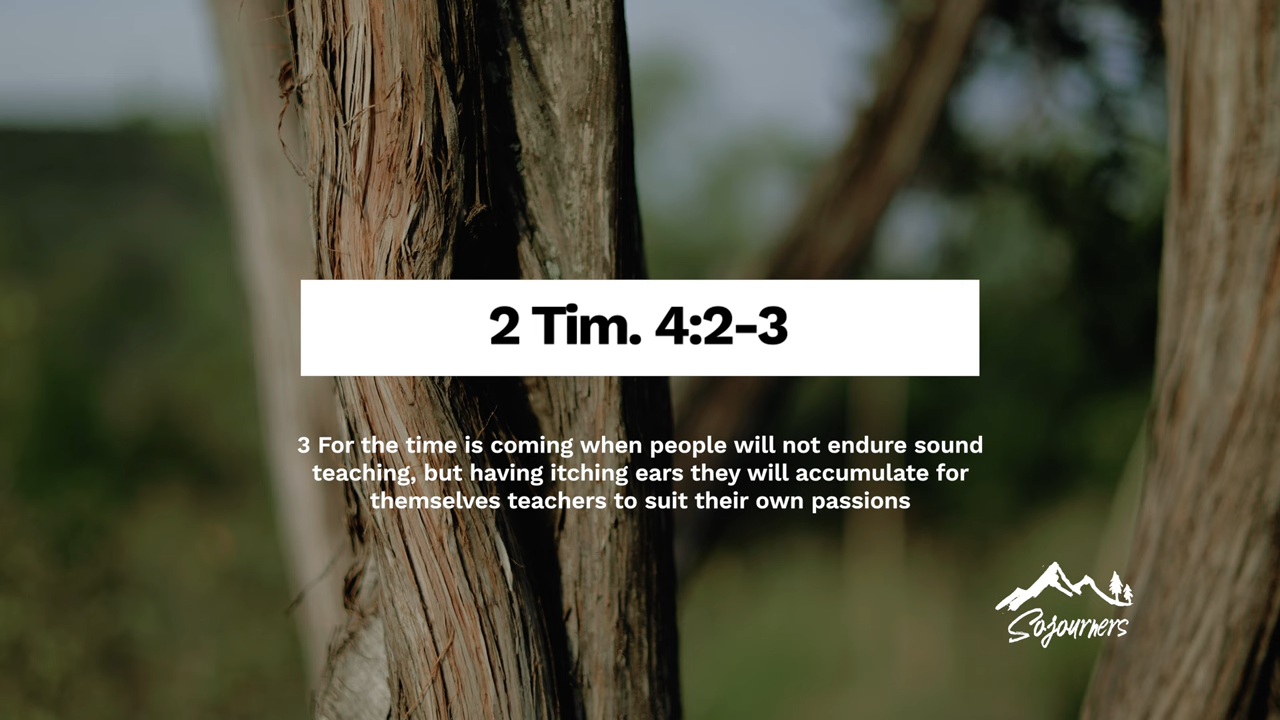 2 Tim. 4:2-3
3 For the time is coming when people will not endure sound
teaching, but having itching ears they will accumulate for
themselves teachers to suit their own passions
Sojourners